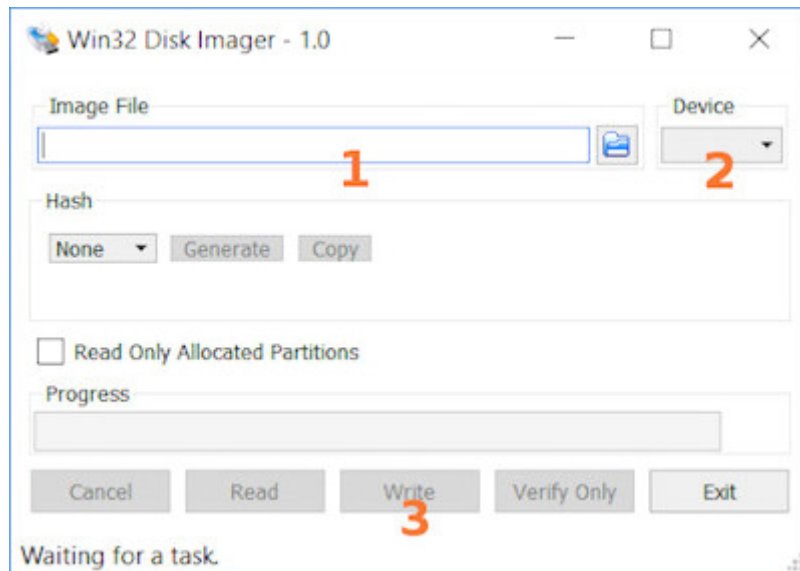 Win32 Disk Imager - 1.0
Image File
Device
1
2
Hash
None Generate Copy
Read Only Allocated Partitions
Progress
Cancel Read Write Verify Only Exit
3
Waiting for a task.